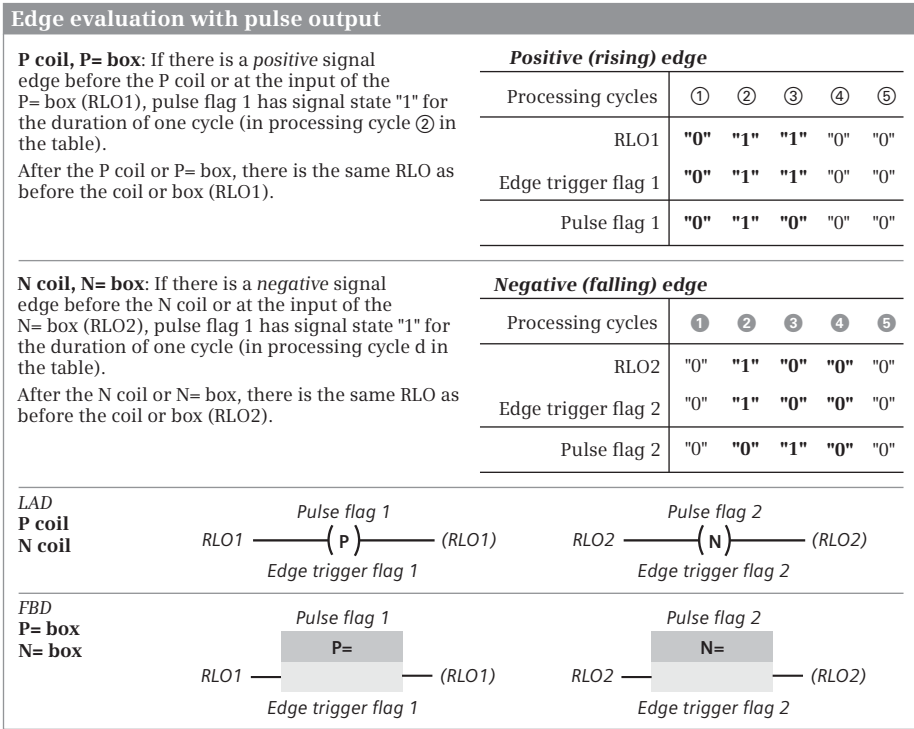 Edge evaluation with pulse output
P coil, P= box: If there is a positive signal
edge before the P coil or at the input of the
P= box (RLO1), pulse flag 1 has signal state "1" for
the duration of one cycle (in processing cycle ② in
the table).
After the P coil or P= box, there is the same RLO as
before the coil or box (RLO1).
Positive (rising) edge
Processing cycles ① ② ③ ④ ⑤
RLO1 "0" "1" "1" "0" "0"
Edge trigger flag 1 "0" "1" "1" "0" "0"
Pulse flag 1 "0" "1" "0" "0" "0"
N coil, N= box: If there is a negative signal
edge before the N coil or at the input of the
N= box (RLO2), pulse flag 1 has signal state "1" for
the duration of one cycle (in processing cycle d in
the table).
After the N coil or N= box, there is the same RLO as
before the coil or box (RLO2).
Negative (falling) edge
Processing cycles ❶ ❷ ❸ ❹ ❺
RLO2 "0" "1" "0" "0" "0"
Edge trigger flag 2 "0" "1" "0" "0" "0"
Pulse flag 2 "0" "0" "1" "0" "0"
LAD
P coil
N coil
Pulse flag 1
RLO1 ( P ) (RLO1)
Edge trigger flag 1
Pulse flag 2
RLO2 ( N ) (RLO2)
Edge trigger flag 2
FBD
P= box
N= box
Pulse flag 1
P=
RLO1 (RLO1)
Edge trigger flag 1
Pulse flag 2
N=
RLO2 (RLO2)
Edge trigger flag 2